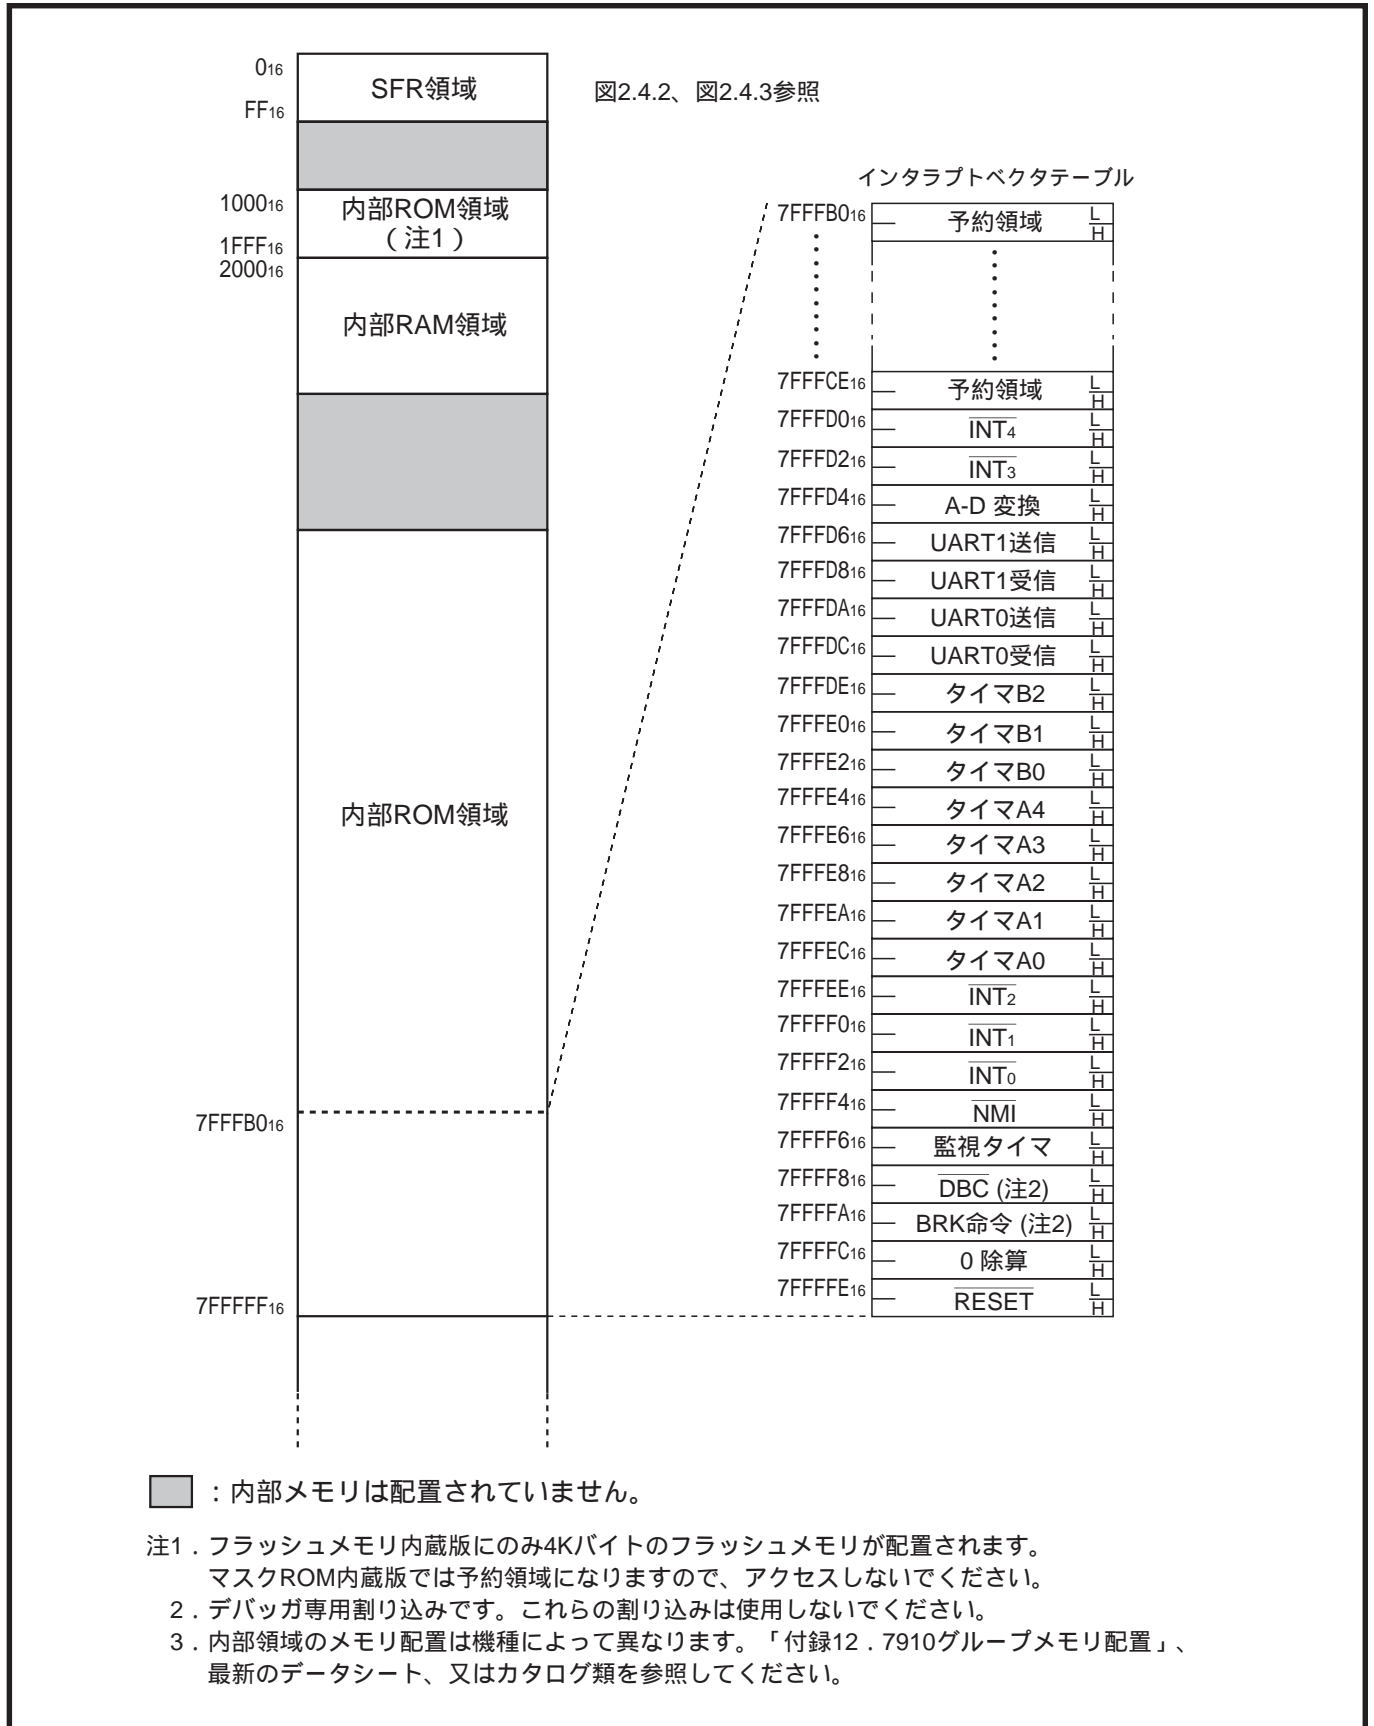 0₁₆
SFR領域
FF₁₆
図2.4.2、図2.4.3参照
1000₁₆
内部ROM領域
（注1）
1FFF₁₆
2000₁₆
内部RAM領域
内部ROM領域
7FFFB0₁₆
7FFFFF₁₆
インタラプトベクタテーブル
7FFFB0₁₆ 予約領域 L H
7FFFCE₁₆ 予約領域 L H
7FFFD0₁₆ INT₄ L H
7FFFD2₁₆ INT₃ L H
7FFFD4₁₆ A-D 変換 L H
7FFFD6₁₆ UART1送信 L H
7FFFD8₁₆ UART1受信 L H
7FFFDA₁₆ UART0送信 L H
7FFFDC₁₆ UART0受信 L H
7FFFDE₁₆ タイマB2 L H
7FFFE0₁₆ タイマB1 L H
7FFFE2₁₆ タイマB0 L H
7FFFE4₁₆ タイマA4 L H
7FFFE6₁₆ タイマA3 L H
7FFFE8₁₆ タイマA2 L H
7FFFEA₁₆ タイマA1 L H
7FFFEC₁₆ タイマA0 L H
7FFFEE₁₆ INT₂ L H
7FFFF0₁₆ INT₁ L H
7FFFF2₁₆ INT₀ L H
7FFFF4₁₆ NMI L H
7FFFF6₁₆ 監視タイマ L H
7FFFF8₁₆ DBC (注2) L H
7FFFFA₁₆ BRK命令 (注2) L H
7FFFFC₁₆ 0 除算 L H
7FFFFE₁₆ RESET L H
：内部メモリは配置されていません。
注1．フラッシュメモリ内蔵版にのみ4Kバイトのフラッシュメモリが配置されます。
マスクROM内蔵版では予約領域になりますので、アクセスしないでください。
2．デバッガ専用割り込みです。これらの割り込みは使用しないでください。
3．内部領域のメモリ配置は機種によって異なります。「付録12．7910グループメモリ配置」、
最新のデータシート、又はカタログ類を参照してください。